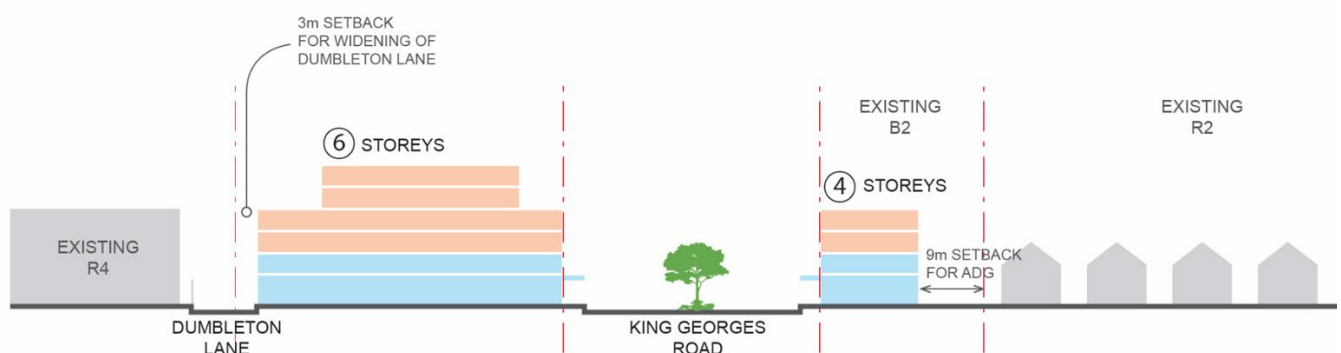 3m SETBACK
FOR WIDENING OF
DUMBLETON LANE
6 STOREYS
EXISTING
B2
EXISTING
R2
4 STOREYS
EXISTING
R4
9m SETBACK
FOR ADG
DUMBLETON
LANE
KING GEORGES
ROAD